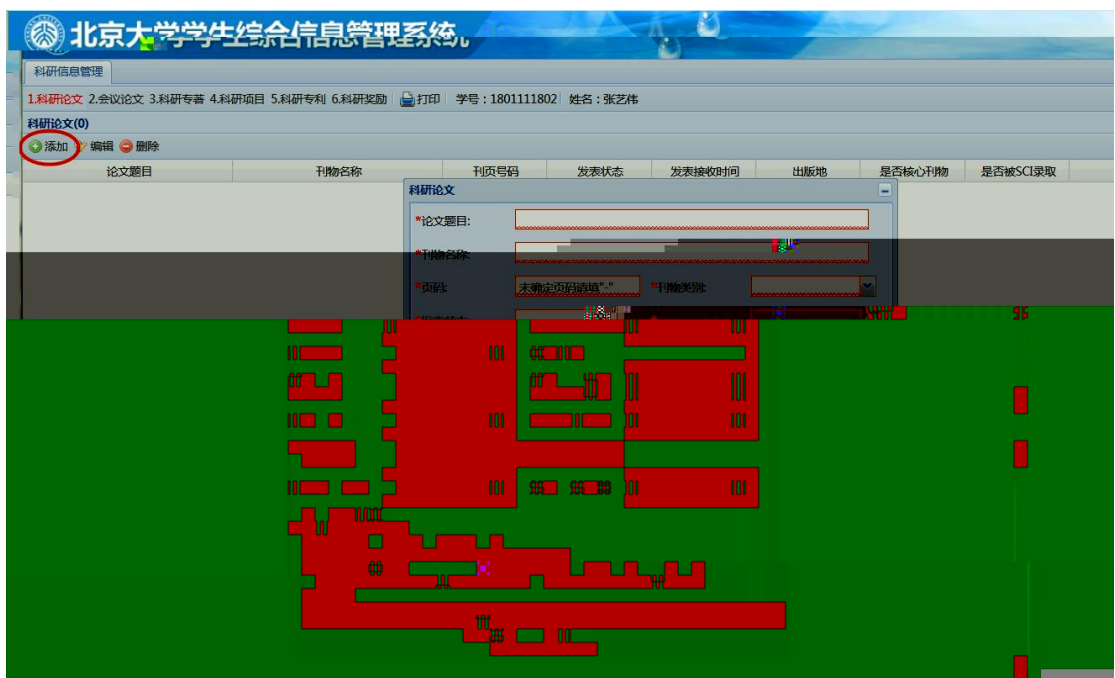 北京大学学生综合信息管理系统
科研信息管理
1.科研论文 2.会议论文 3.科研专著 4.科研项目 5.科研专利 6.科研奖励 打印 学号：1801111802 姓名：张艺伟
科研论文(0)
添加 编辑 删除
论文题目 刊物名称 刊页号码 发表状态 发表接收时间 出版地 是否核心刊物 是否被SCI录取
科研论文
*论文题目:
*刊物名称:
*页码: 未确定页码请填"-" *刊物类别: